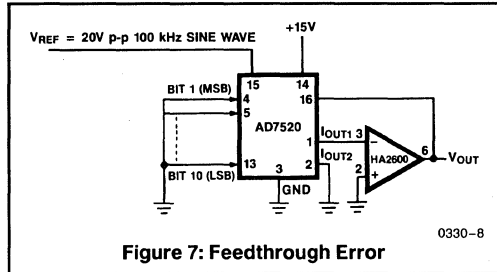 +15V
VREF = 20V p-p 100 kHz SINE WAVE
15 14
BIT 1 (MSB) 4 16
5
AD7520
1 IOUT1 3 −
HA2600 6 VOUT
BIT 10 (LSB) 13 2 IOUT2 2 +
3
GND
0330-8
Figure 7: Feedthrough Error